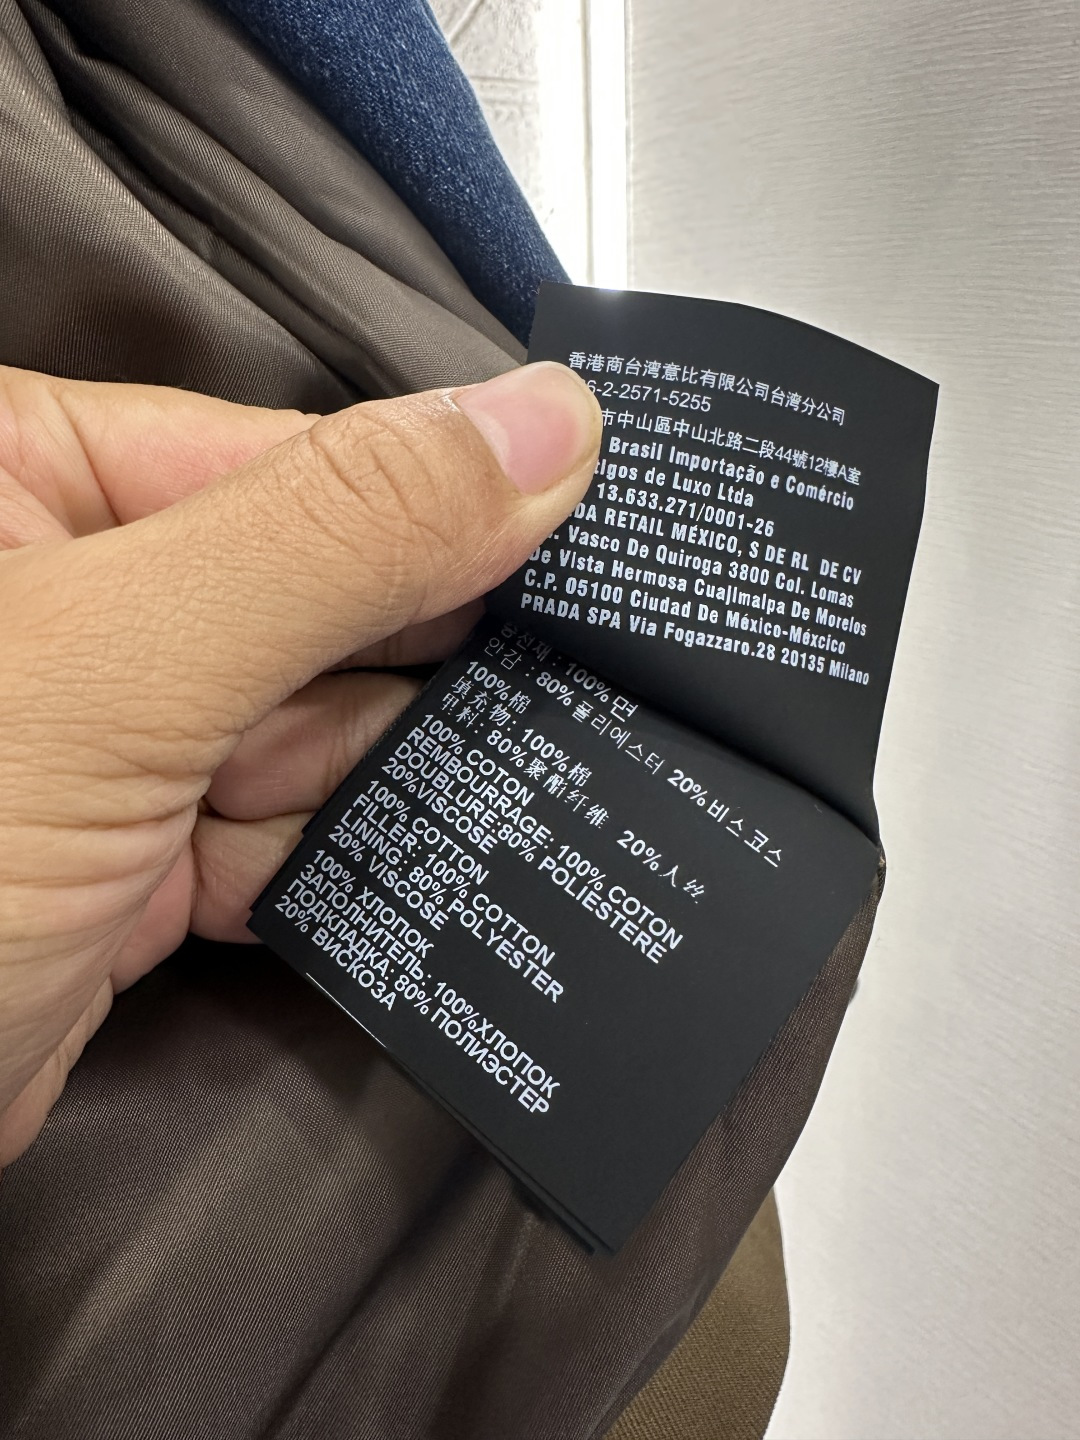 香港商台湾意比有限公司台湾分公司
6-2-2571-5255
市中山區中山北路二段44號12樓A室
Brasil Importação e Comércio
tigos de Luxo Ltda
13.633.271/0001-26
DA RETAIL MÉXICO, S DE RL DE CV
. Vasco De Quiroga 3800 Col. Lomas
De Vista Hermosa Cuajimalpa De Morelos
C.P. 05100 Ciudad De México-Méxcico
PRADA SPA Via Fogazzaro.28 20135 Milano
충전재 : 100%면
안감 : 80%폴리에스터 20%비스코스
100%棉
填充物: 100%棉
里料: 80%聚酯纤维 20%人丝
100% COTON
REMBOURRAGE: 100% COTON
DOUBLURE:80% POLIESTERE
20%VISCOSE
100% COTTON
FILLER: 100% COTTON
LINING: 80% POLYESTER
20% VISCOSE
100% ХЛОПОК
ЗАПОЛНИТЕЛЬ: 100%ХЛОПОК
ПОДКЛАДКА: 80% ПОЛИЭСТЕР
20% ВИСКОЗА